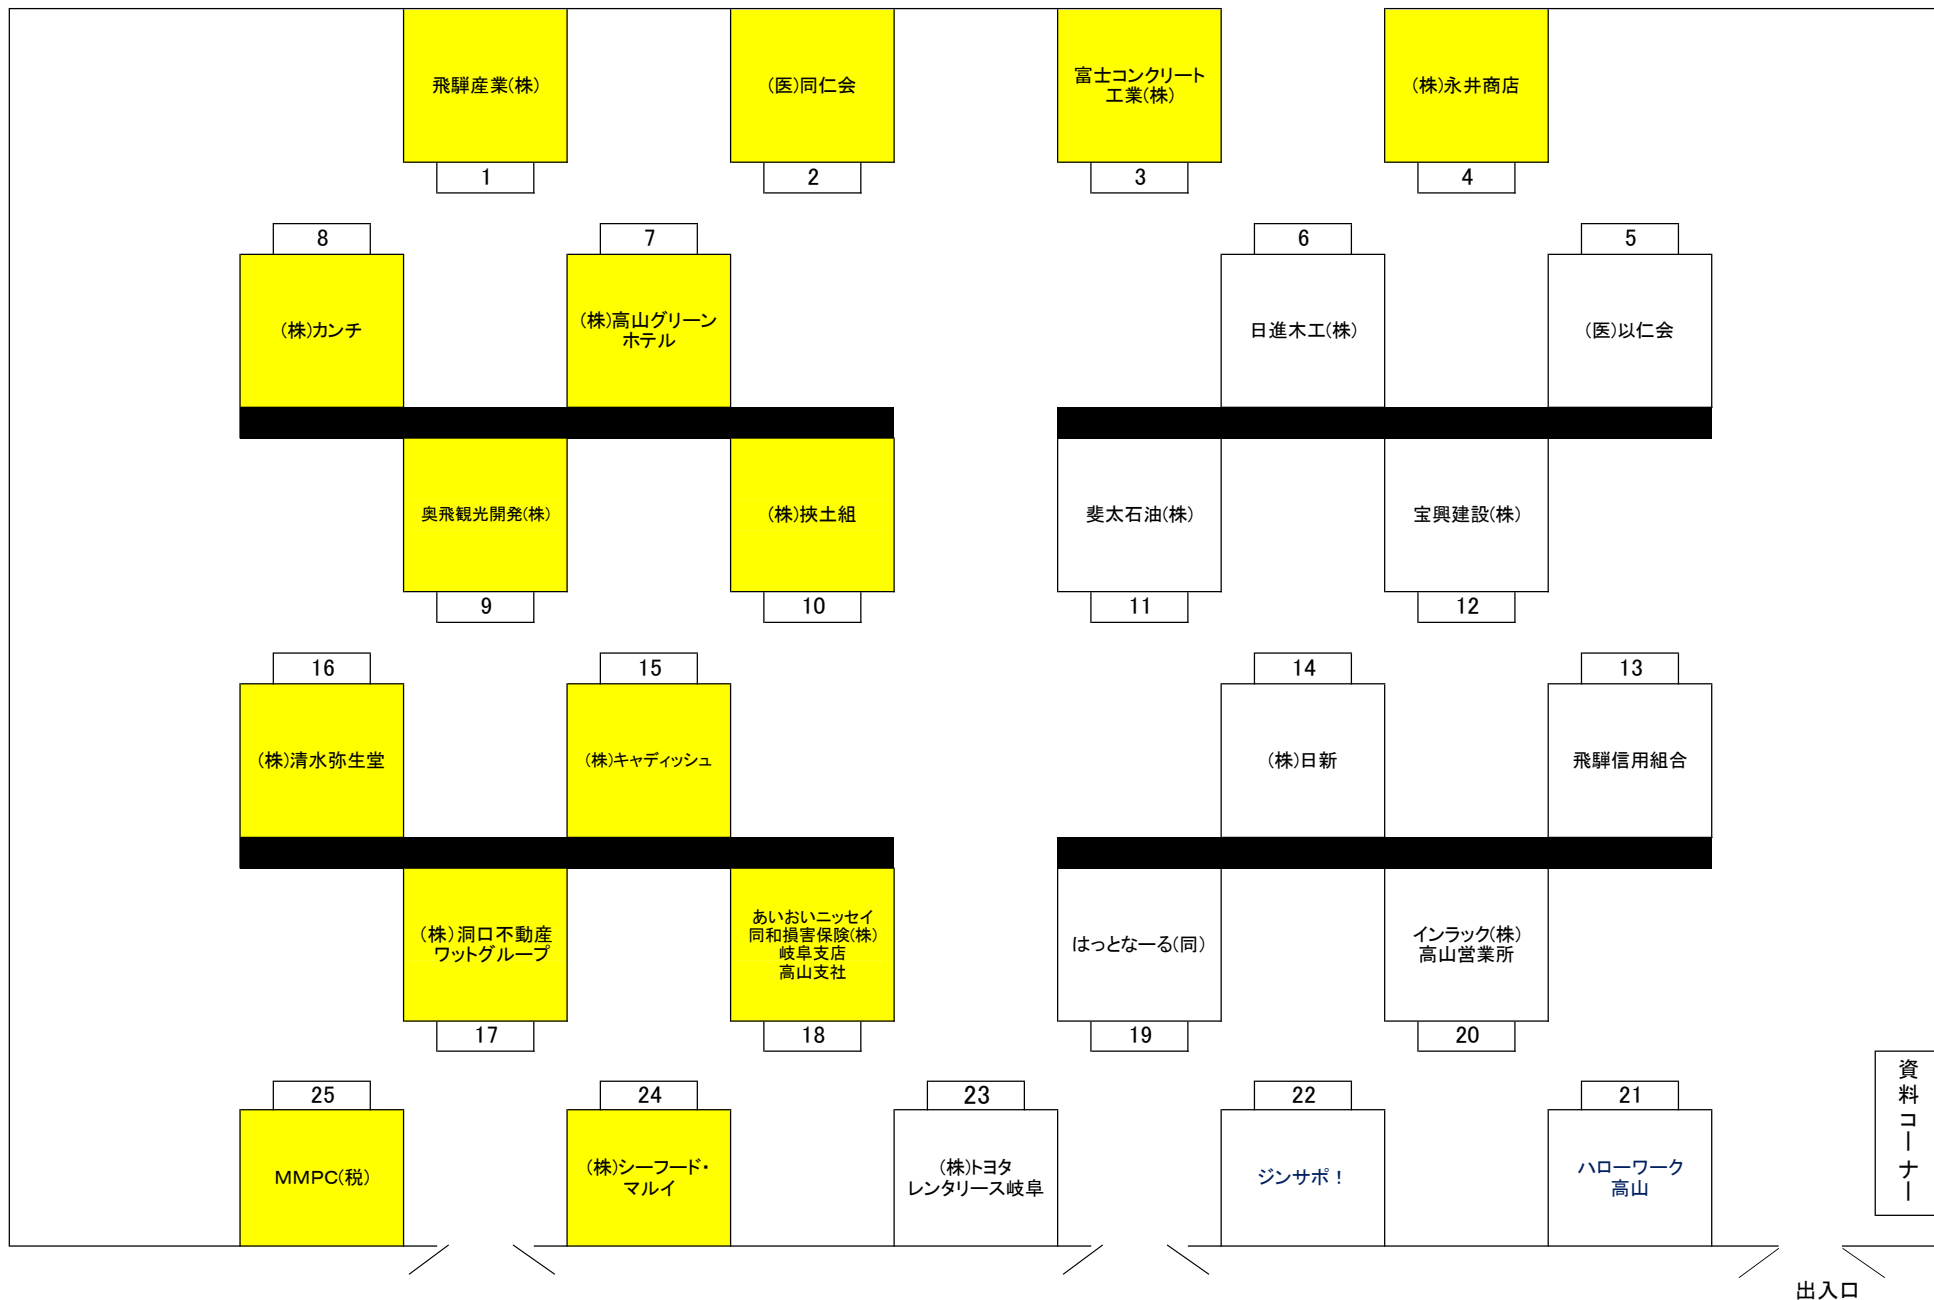 飛騨産業(株)
(医)同仁会
富士コンクリート
工業(株)
(株)永井商店
1
2
3
4
8
7
6
5
(株)カンチ
(株)高山グリーン
ホテル
日進木工(株)
(医)以仁会
奥飛観光開発(株)
(株)挾土組
斐太石油(株)
宝興建設(株)
9
10
11
12
16
15
14
13
(株)清水弥生堂
(株)キャディッシュ
(株)日新
飛騨信用組合
(株)洞口不動産
ワットグループ
あいおいニッセイ
同和損害保険(株)
岐阜支店
高山支社
はっとなーる(同)
インラック(株)
高山営業所
17
18
19
20
25
24
23
22
21
MMPC(税)
(株)シーフード・
マルイ
(株)トヨタ
レンタリース岐阜
ジンサポ！
ハローワーク
高山
資料コーナー
出入口